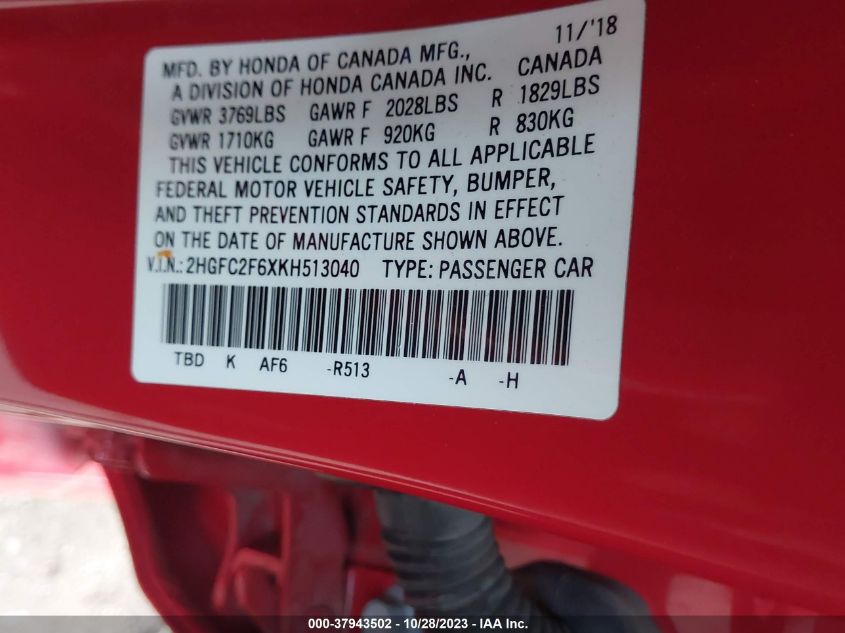 11/'18
MFD. BY HONDA OF CANADA MFG.,
A DIVISION OF HONDA CANADA INC. CANADA
GVWR 3769LBS GAWR F 2028LBS R 1829LBS
GVWR 1710KG GAWR F 920KG R 830KG
THIS VEHICLE CONFORMS TO ALL APPLICABLE
FEDERAL MOTOR VEHICLE SAFETY, BUMPER,
AND THEFT PREVENTION STANDARDS IN EFFECT
ON THE DATE OF MANUFACTURE SHOWN ABOVE.
V.I.N.: 2HGFC2F6XKH513040 TYPE: PASSENGER CAR
TBD K AF6 -R513 -A -H
000-37943502 - 10/28/2023 - IAA Inc.